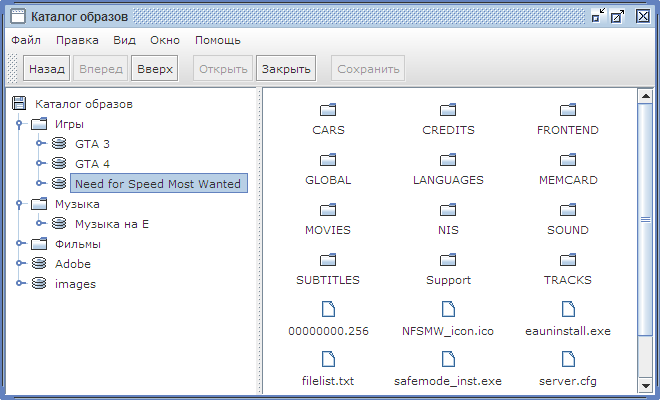 Каталог образов
Файл Правка Вид Окно Помощь
Назад Вперед Вверх Открыть Закрыть Сохранить
Каталог образов
Игры
GTA 3
GTA 4
Need for Speed Most Wanted
Музыка
Музыка на E
Фильмы
Adobe
images
CARS CREDITS FRONTEND
GLOBAL LANGUAGES MEMCARD
MOVIES NIS SOUND
SUBTITLES Support TRACKS
00000000.256 NFSMW_icon.ico eauninstall.exe
filelist.txt safemode_inst.exe server.cfg